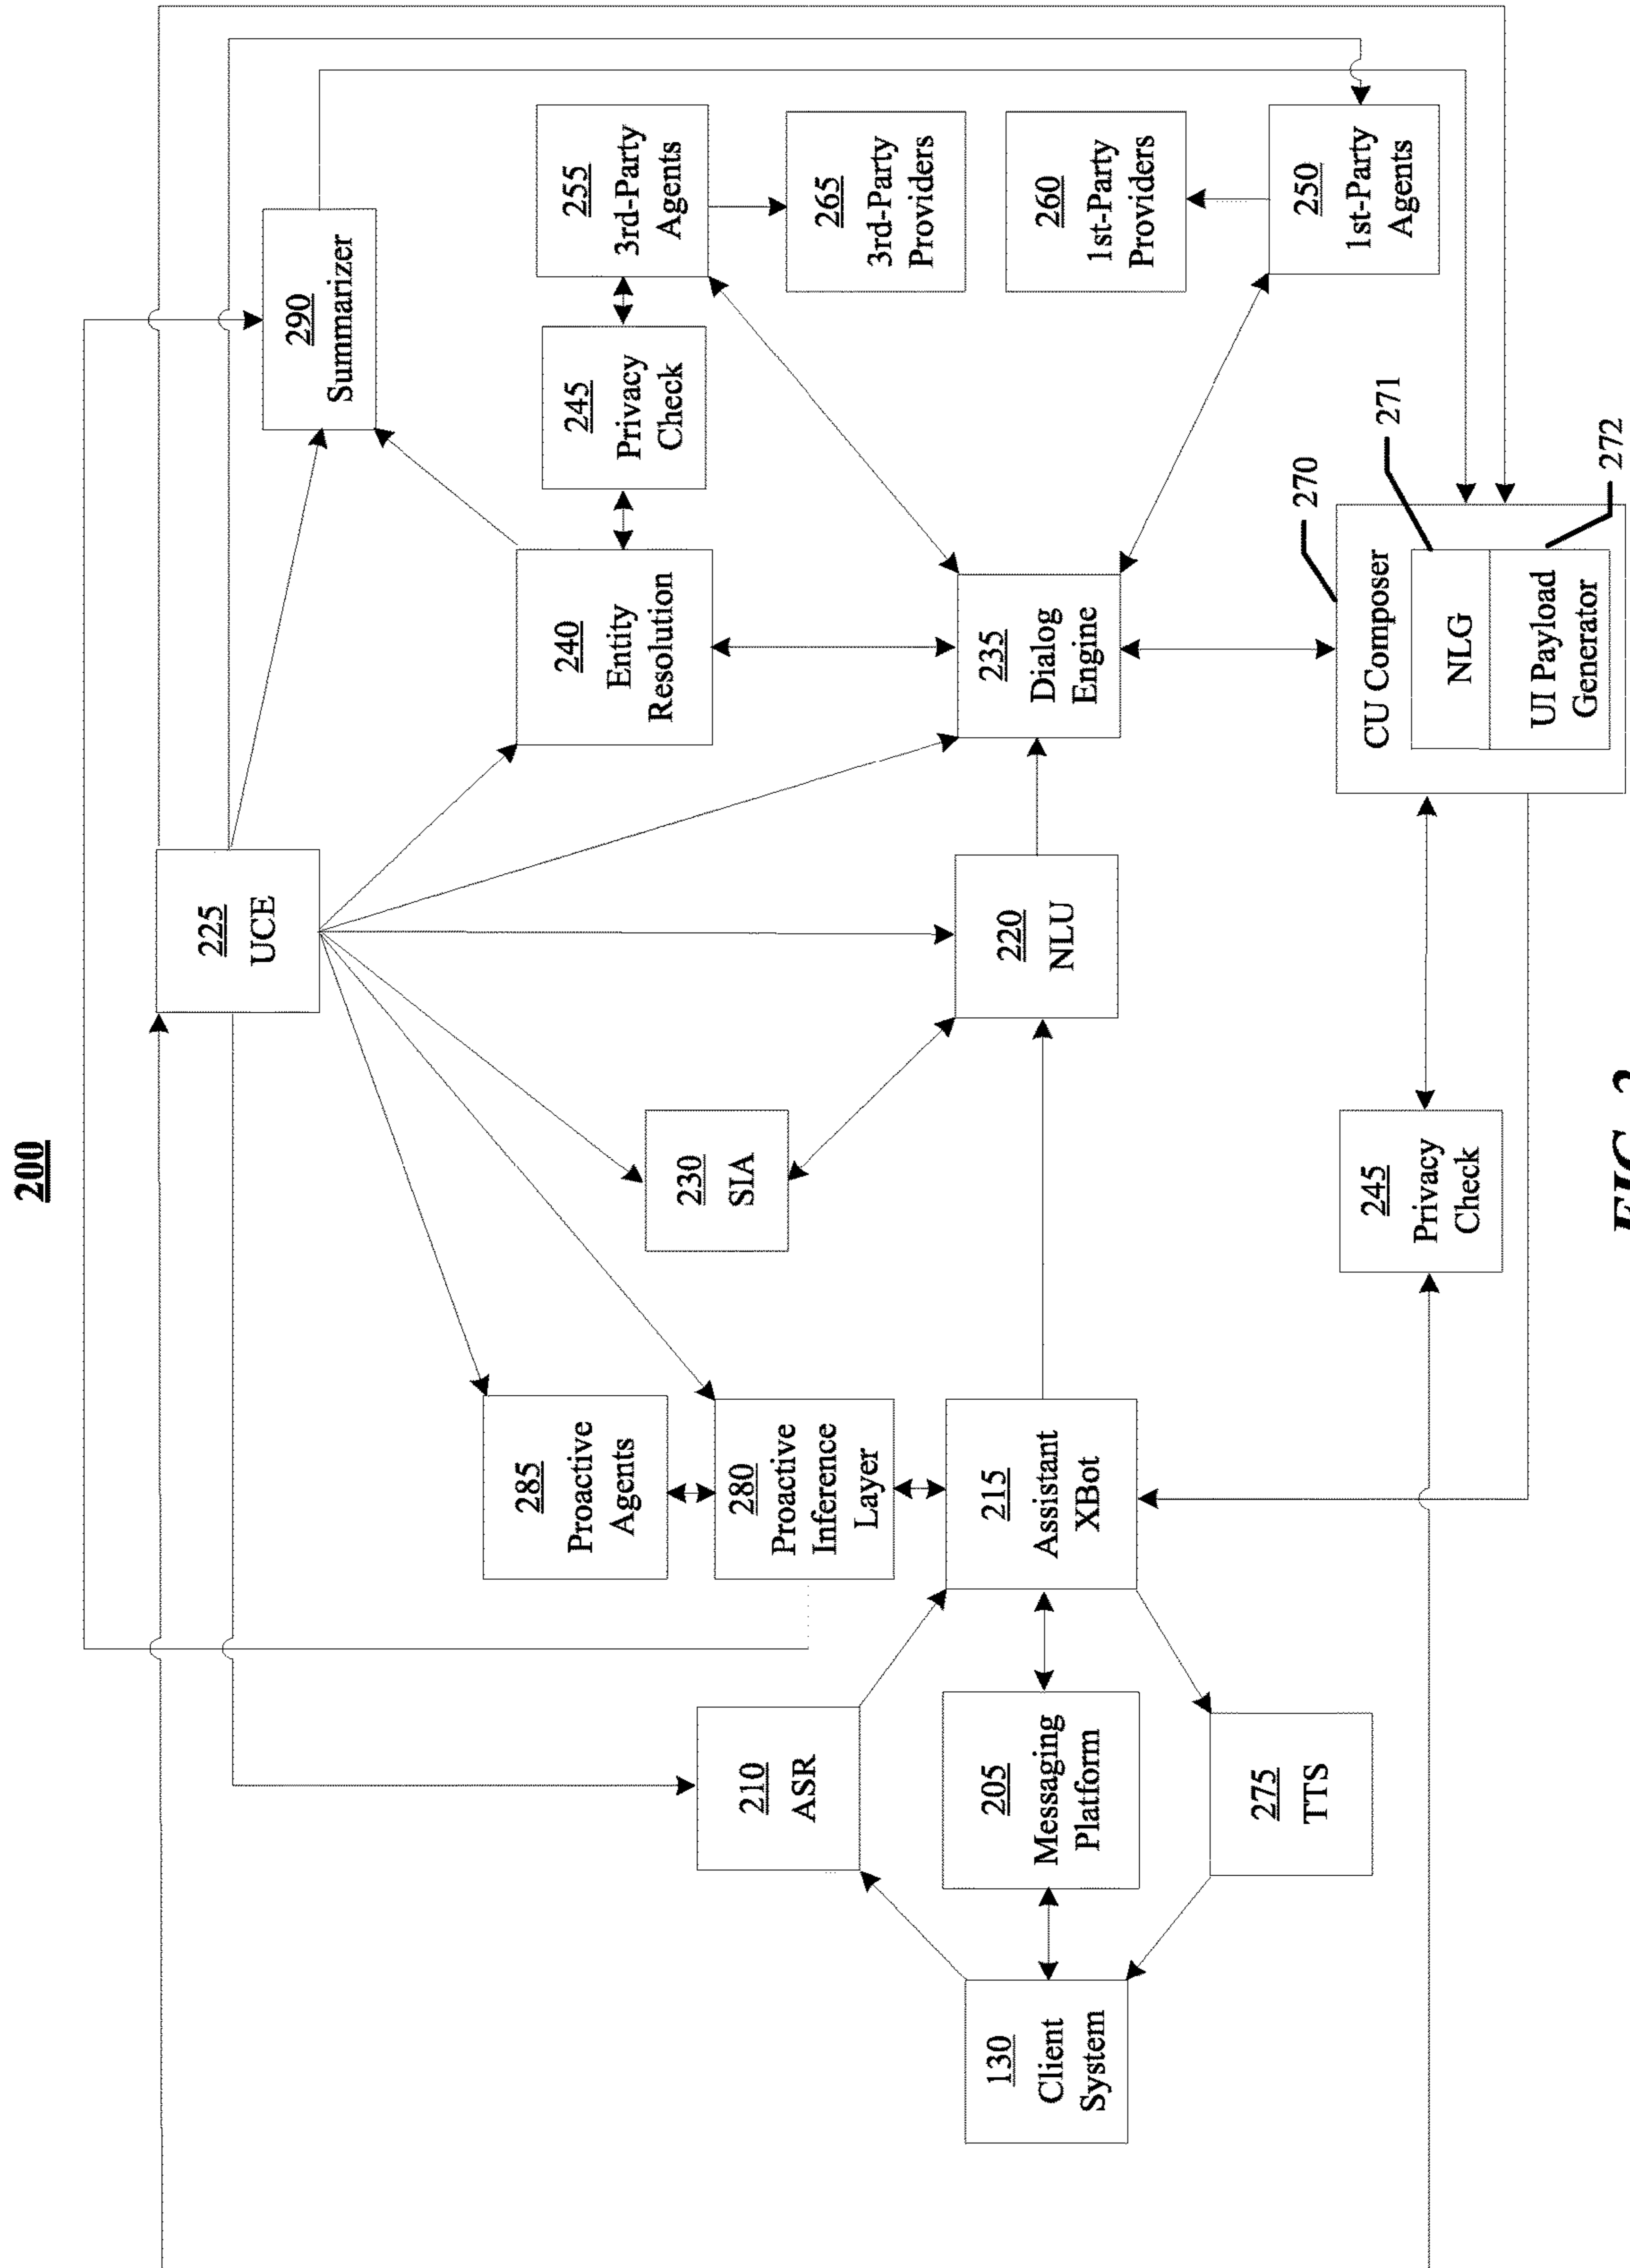 200
225
UCE
290
Summarizer
285
Proactive
Agents
240
Entity
Resolution
245
Privacy
Check
255
3rd-Party
Agents
230
SIA
210
ASR
280
Proactive
Inference
Layer
265
3rd-Party
Providers
130
Client
System
205
Messaging
Platform
215
Assistant
XBot
220
NLU
235
Dialog
Engine
260
1st-Party
Providers
275
TTS
245
Privacy
Check
250
1st-Party
Agents
270
CU Composer
271
NLG
UI Payload
Generator
272
FIG. 2